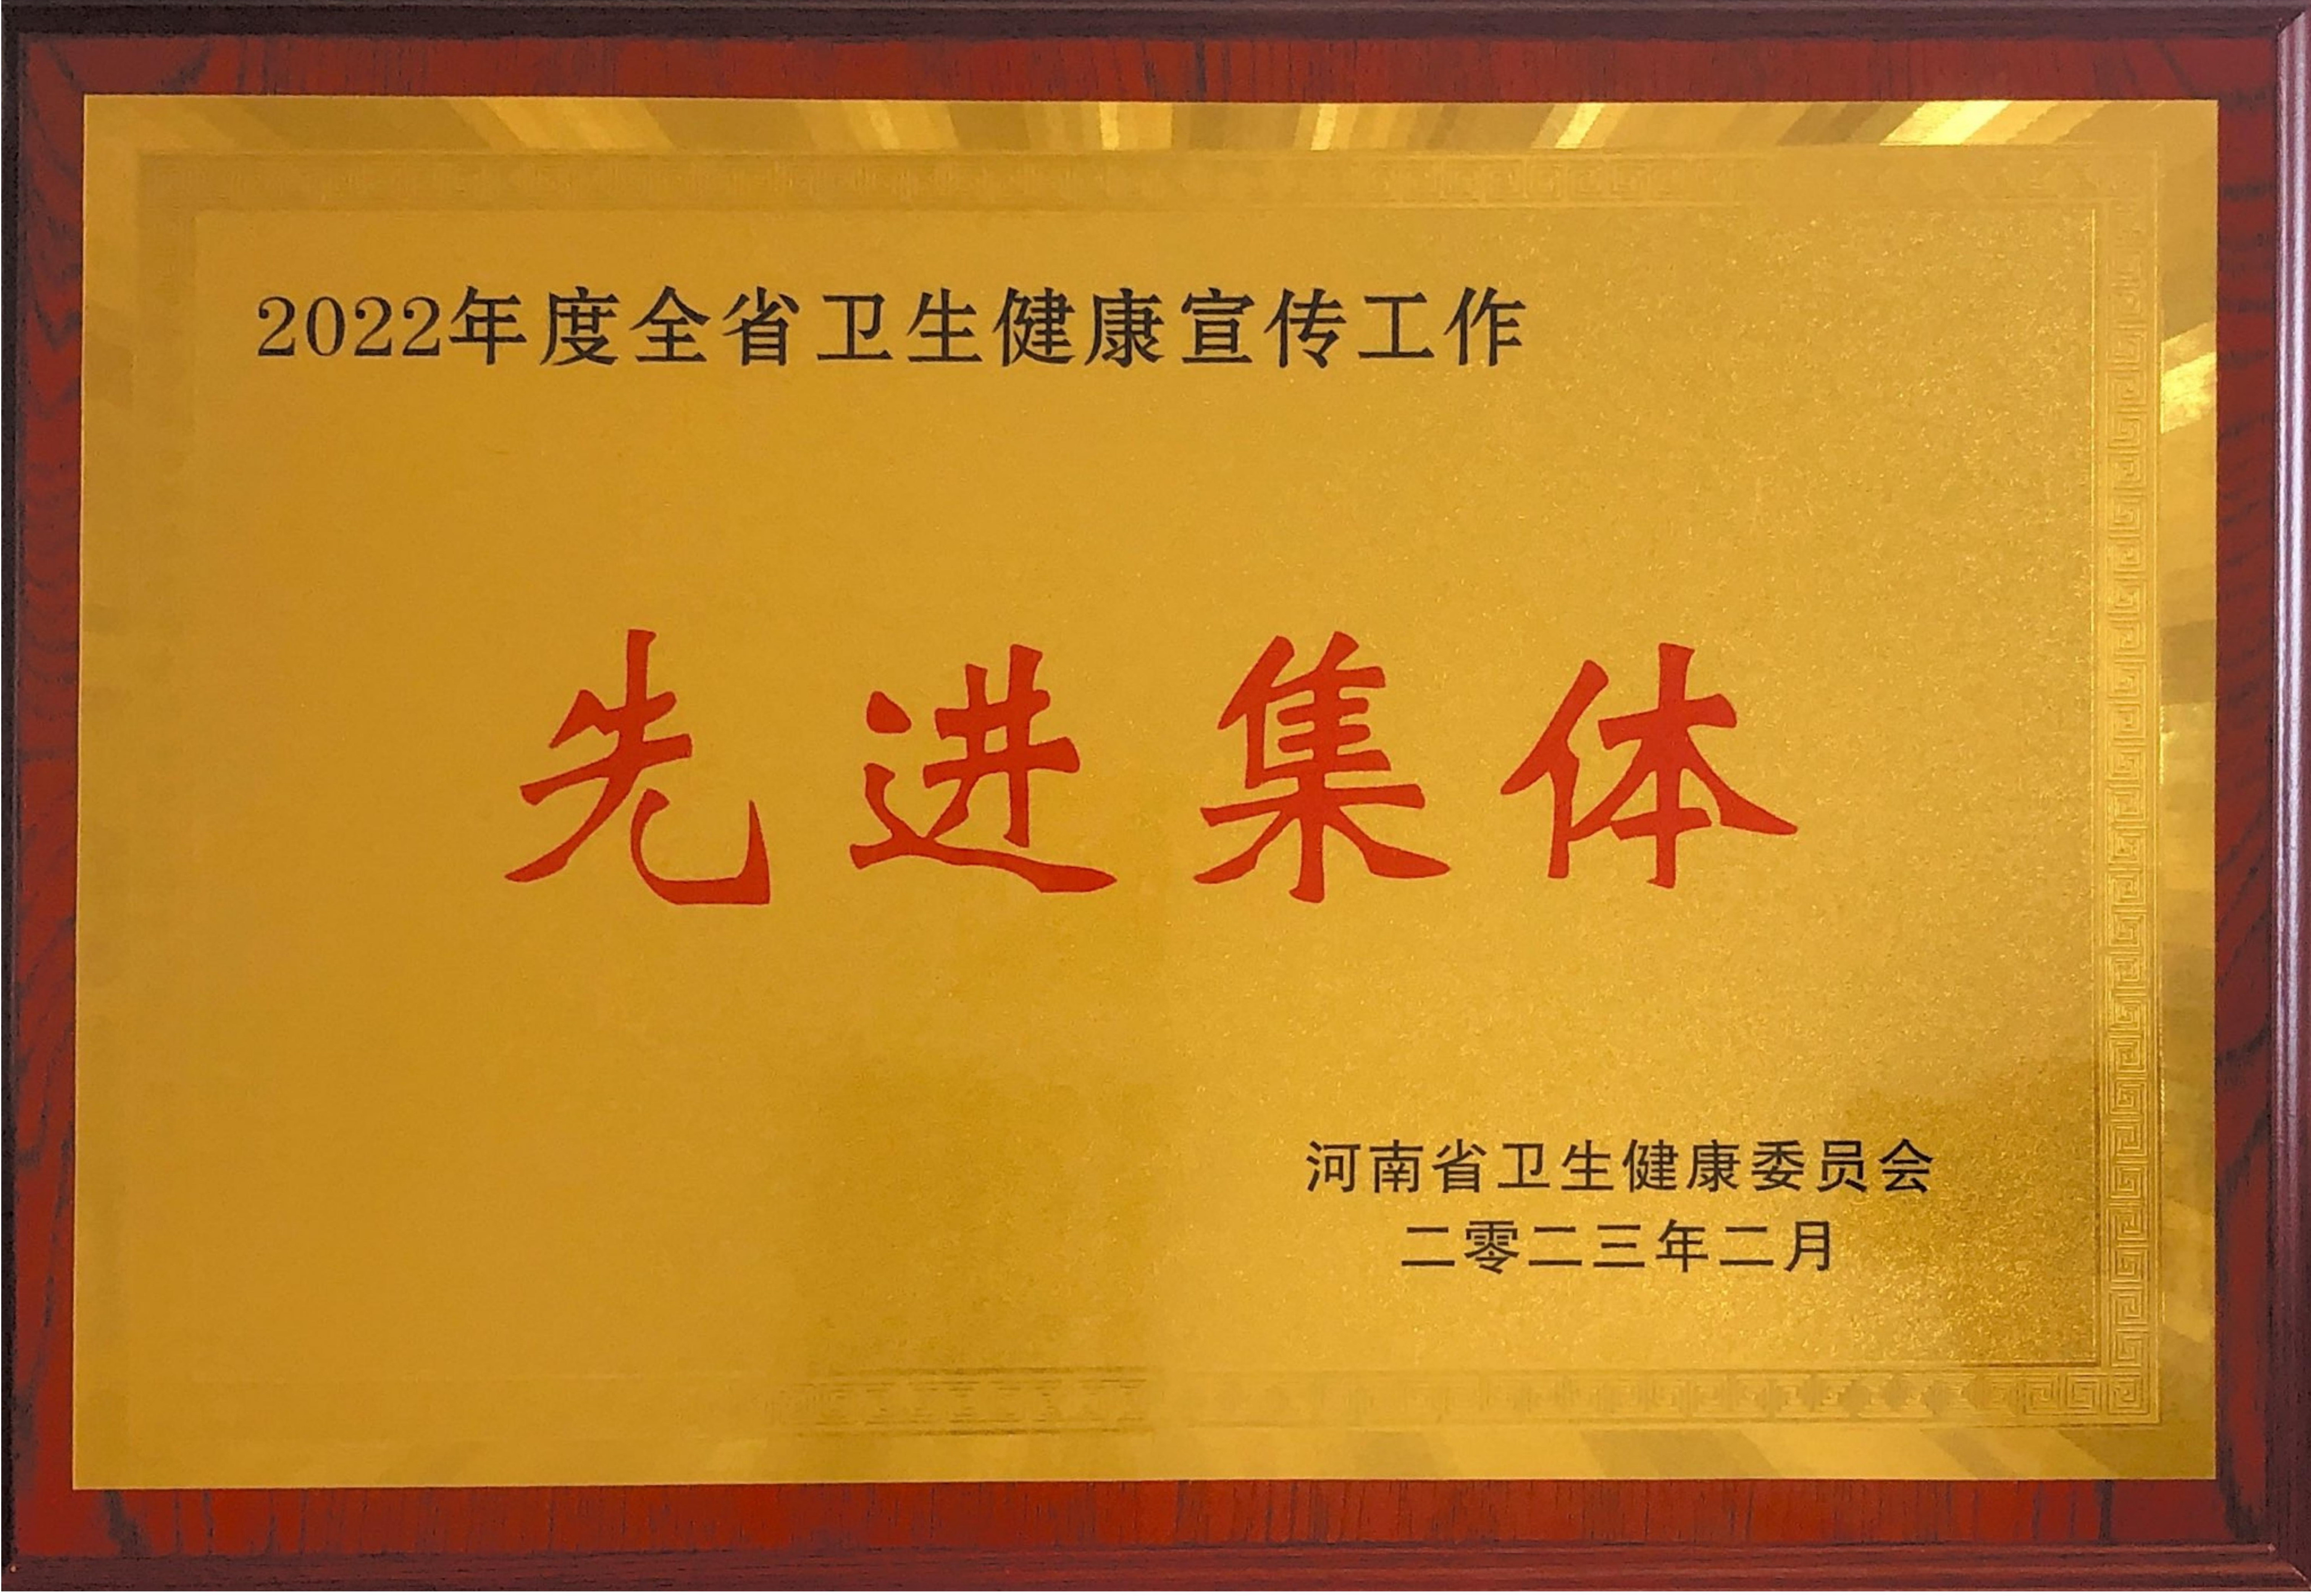 2022年度全省卫生健康宣传工作
先进集体
河南省卫生健康委员会
二零二三年二月